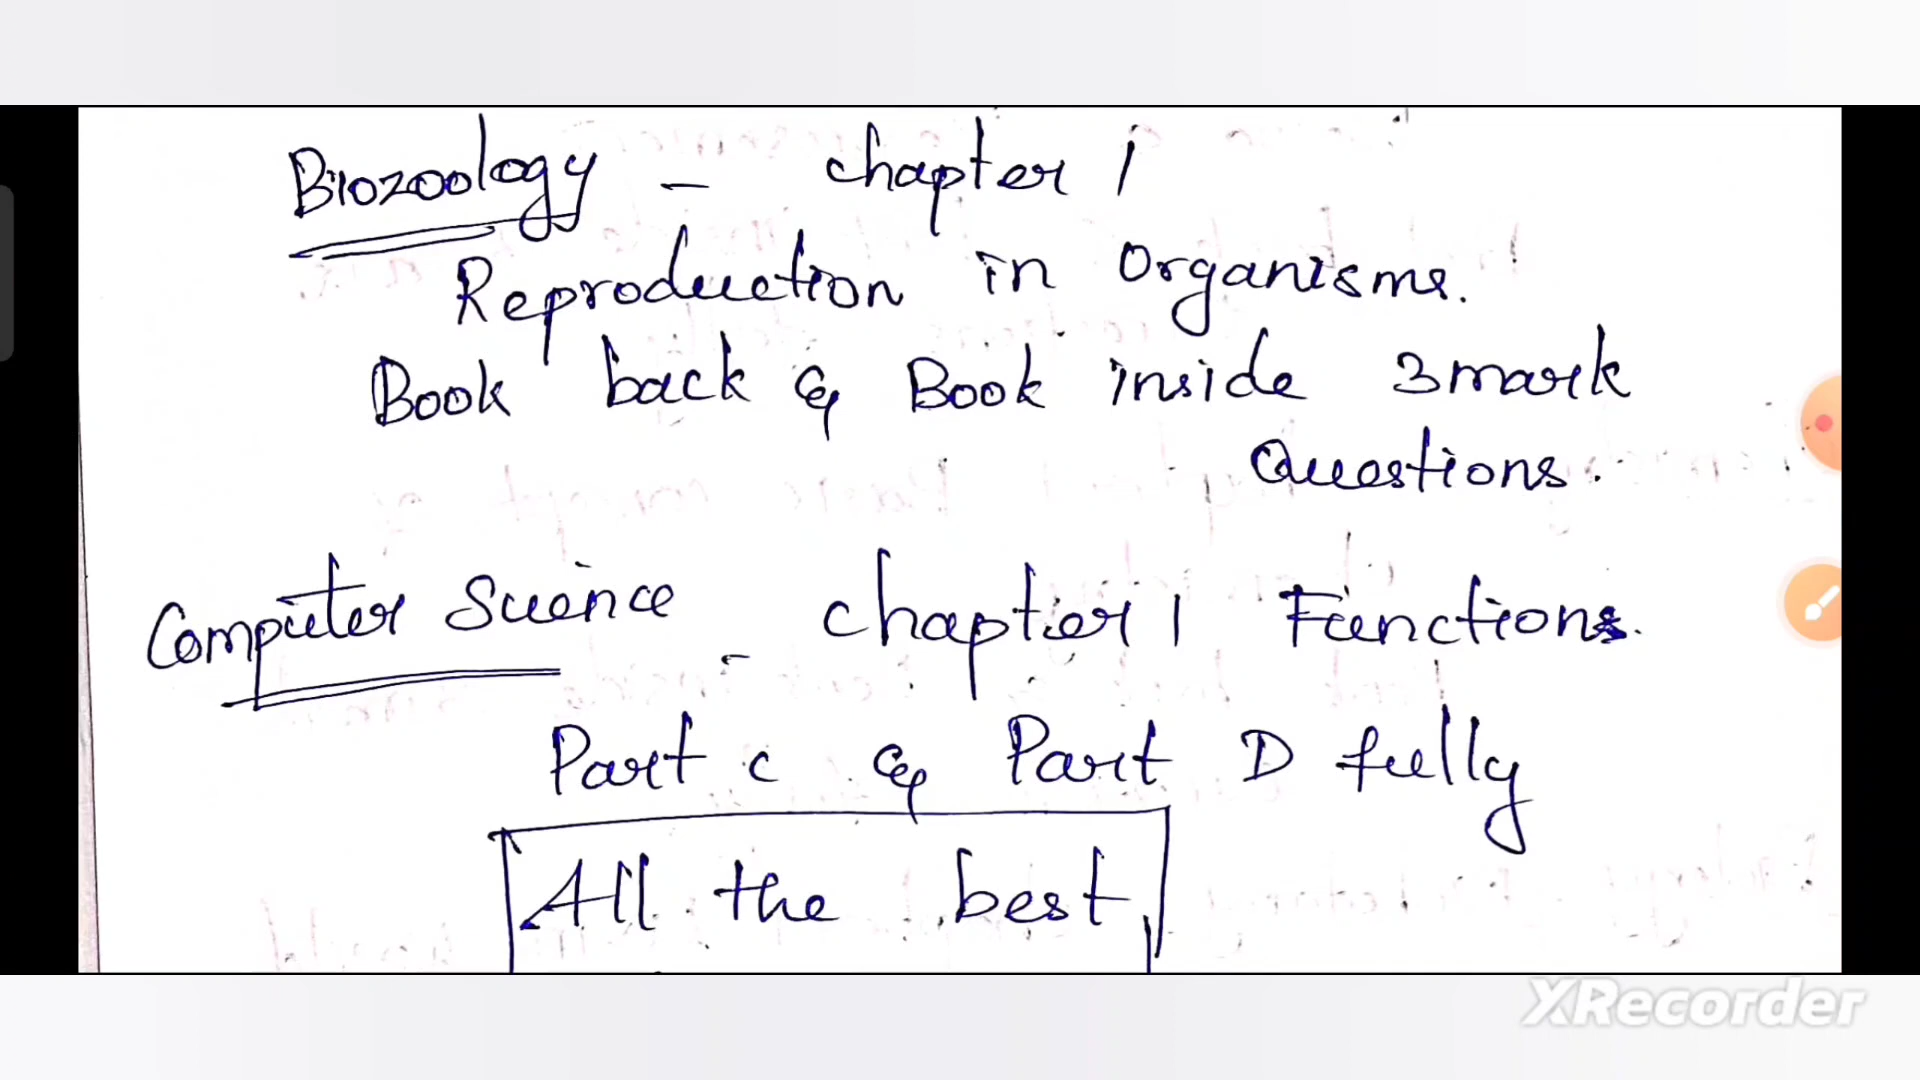 Biozoology - chapter 1
Reproduction in Organisms.
Book back & Book inside 3mark
Questions.
Computer Science - chapter 1 Functions.
Part C & Part D fully
All the best
XRecorder